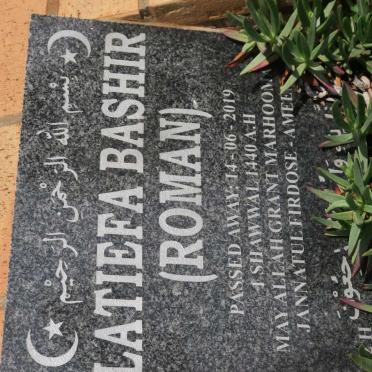 بسم الله الرحمن الرحيم
LATIEFA BASHIR
(ROMAN)
PASSED AWAY: 14 - 06 - 2019
SHAWWAL 1440 A.H
MAY ALLAH GRANT MARHOOM
JANNATUL FIRDOSE - AMEEN